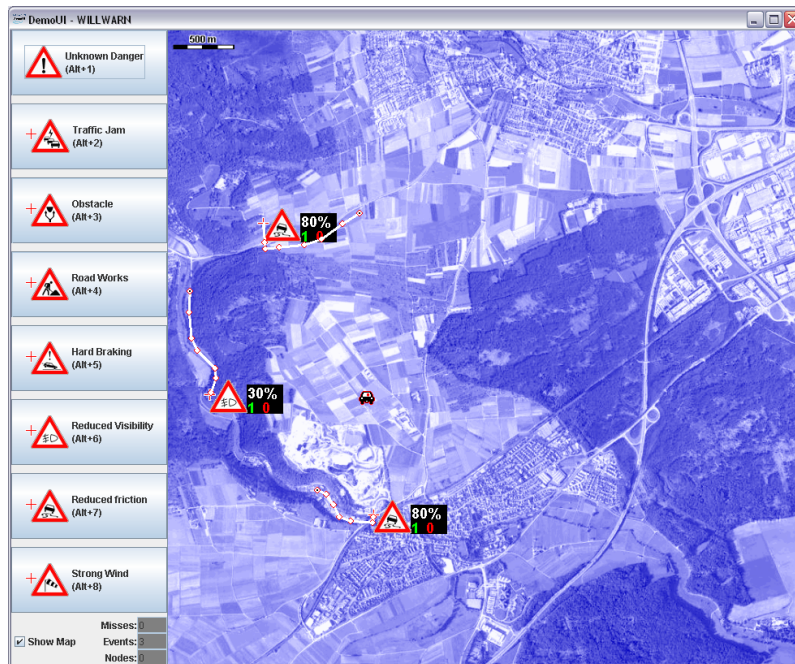 DemoUI - WILLWARN
500 m
Unknown Danger
(Alt+1)
Traffic Jam
(Alt+2)
Obstacle
(Alt+3)
Road Works
(Alt+4)
Hard Braking
(Alt+5)
Reduced Visibility
(Alt+6)
Reduced friction
(Alt+7)
Strong Wind
(Alt+8)
Misses: 0
Show Map Events: 3
Nodes: 0
80%
1 0
30%
1 0
80%
1 0